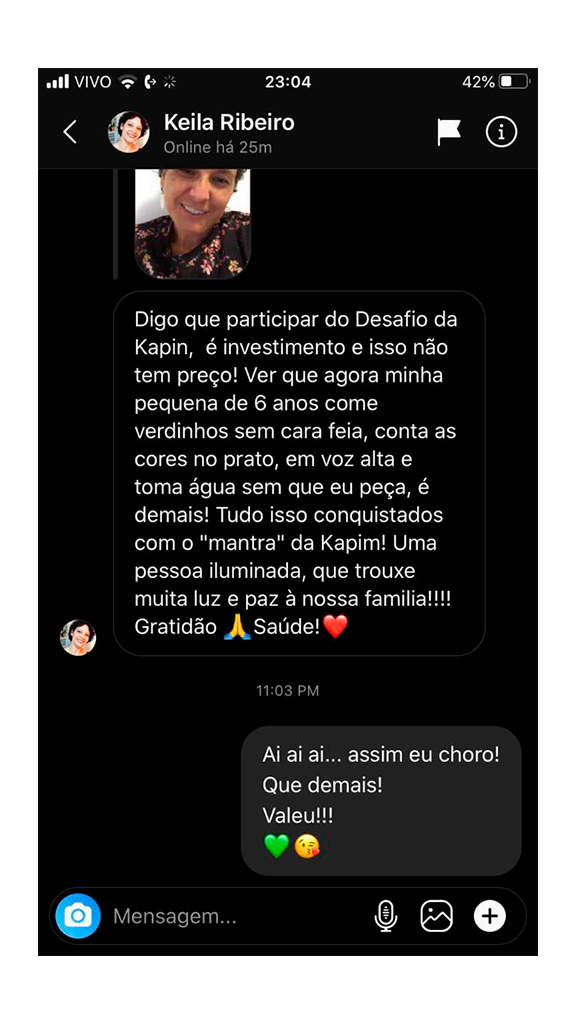 VIVO 23:04 42%
Keila Ribeiro
Online há 25m
Digo que participar do Desafio da
Kapin,  é investimento e isso não
tem preço! Ver que agora minha
pequena de 6 anos come
verdinhos sem cara feia, conta as
cores no prato, em voz alta e
toma água sem que eu peça, é
demais! Tudo isso conquistados
com o "mantra" da Kapim! Uma
pessoa iluminada, que trouxe
muita luz e paz à nossa familia!!!!
Gratidão 🙏Saúde!❤️
11:03 PM
Ai ai ai... assim eu choro!
Que demais!
Valeu!!!
💚😘
Mensagem...